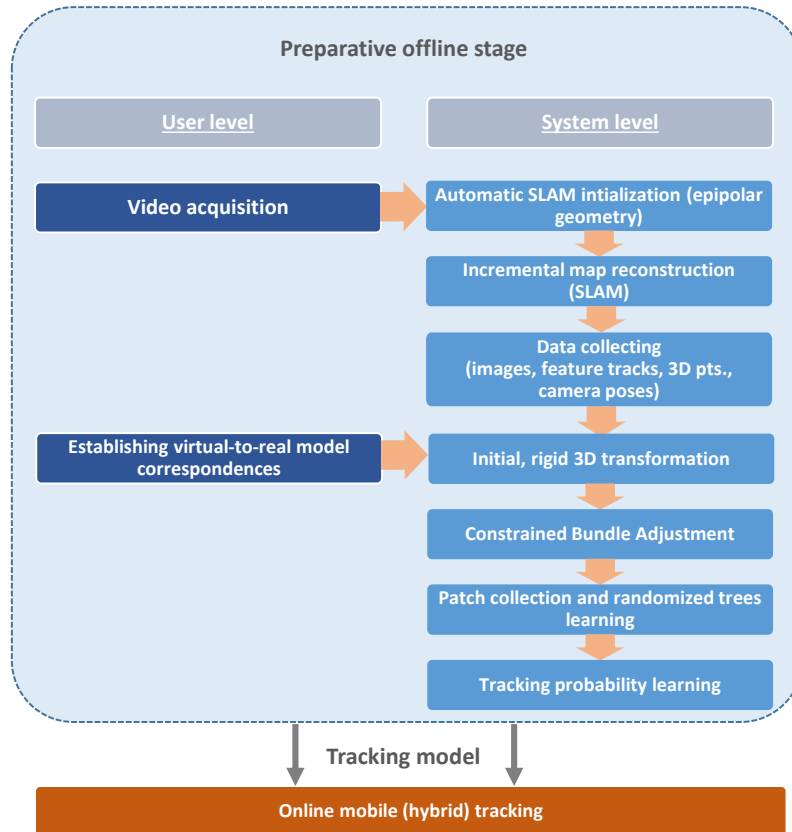 Preparative offline stage
User level
System level
Video acquisition
Automatic SLAM intialization (epipolar
geometry)
Incremental map reconstruction
(SLAM)
Data collecting
(images, feature tracks, 3D pts.,
camera poses)
Establishing virtual-to-real model
correspondences
Initial, rigid 3D transformation
Constrained Bundle Adjustment
Patch collection and randomized trees
learning
Tracking probability learning
Tracking model
Online mobile (hybrid) tracking